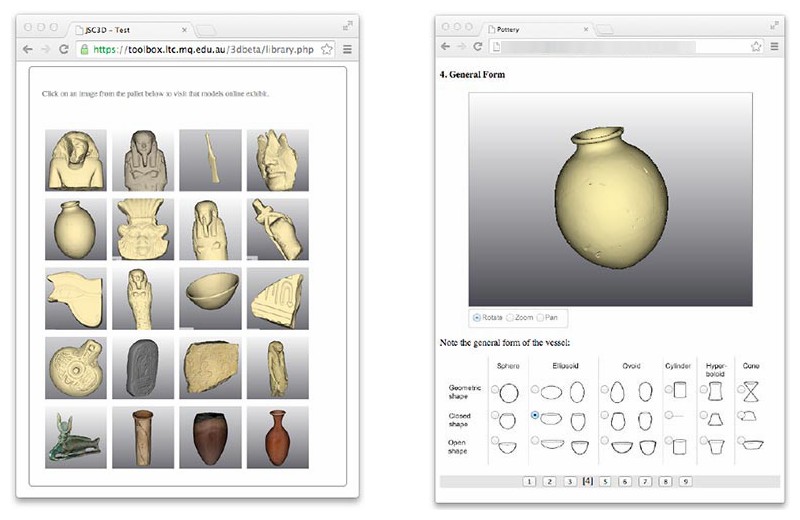 JSC3D - Test
https://toolbox.ltc.mq.edu.au/3dbeta/library.php
Click on an image from the pallet below to visit that models online exhibit.
Pottery
4. General Form
Rotate Zoom Pan
Note the general form of the vessel:
Sphere Ellipsoid Ovoid Cylinder Hyper- boloid Cone
Geometric shape
Closed shape
Open shape
1 2 3 [4] 5 6 7 8 9